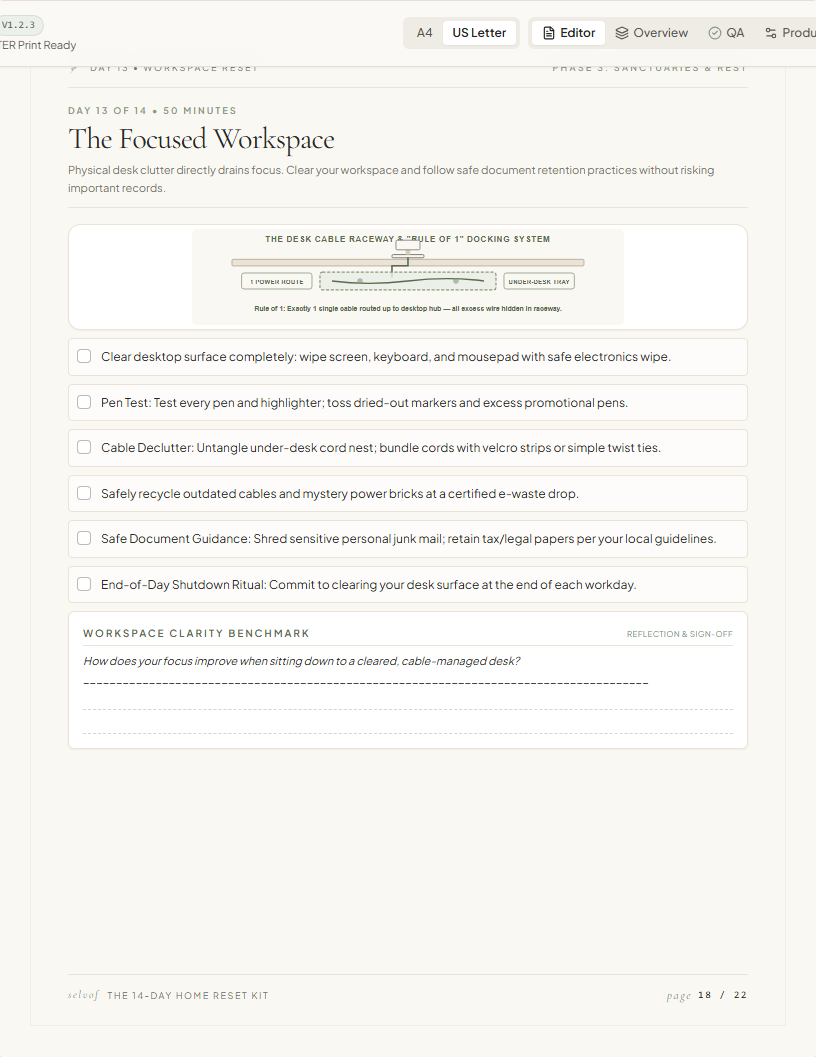 V1.2.3
TER Print Ready
A4 US Letter Editor Overview QA Produ
DAY 13 • WORKSPACE RESET PHASE 3: SANCTUARIES & REST
DAY 13 OF 14 • 50 MINUTES
The Focused Workspace
Physical desk clutter directly drains focus. Clear your workspace and follow safe document retention practices without risking
important records.
THE DESK CABLE RACEWAY & "RULE OF 1" DOCKING SYSTEM
1 POWER ROUTE UNDER-DESK TRAY
Rule of 1: Exactly 1 single cable routed up to desktop hub — all excess wire hidden in raceway.
Clear desktop surface completely: wipe screen, keyboard, and mousepad with safe electronics wipe.
Pen Test: Test every pen and highlighter; toss dried-out markers and excess promotional pens.
Cable Declutter: Untangle under-desk cord nest; bundle cords with velcro strips or simple twist ties.
Safely recycle outdated cables and mystery power bricks at a certified e-waste drop.
Safe Document Guidance: Shred sensitive personal junk mail; retain tax/legal papers per your local guidelines.
End-of-Day Shutdown Ritual: Commit to clearing your desk surface at the end of each workday.
WORKSPACE CLARITY BENCHMARK REFLECTION & SIGN-OFF
How does your focus improve when sitting down to a cleared, cable-managed desk?
selvof THE 14-DAY HOME RESET KIT page 18 / 22